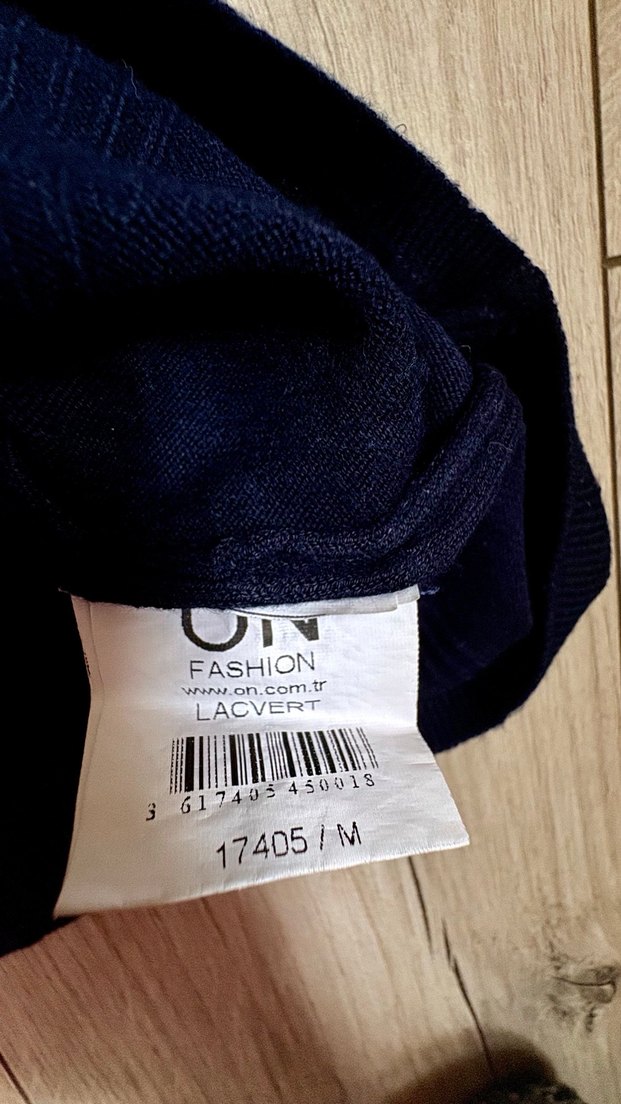 ON
FASHION
www.on.com.tr
LACVERT
3 617405 450018
17405 / M